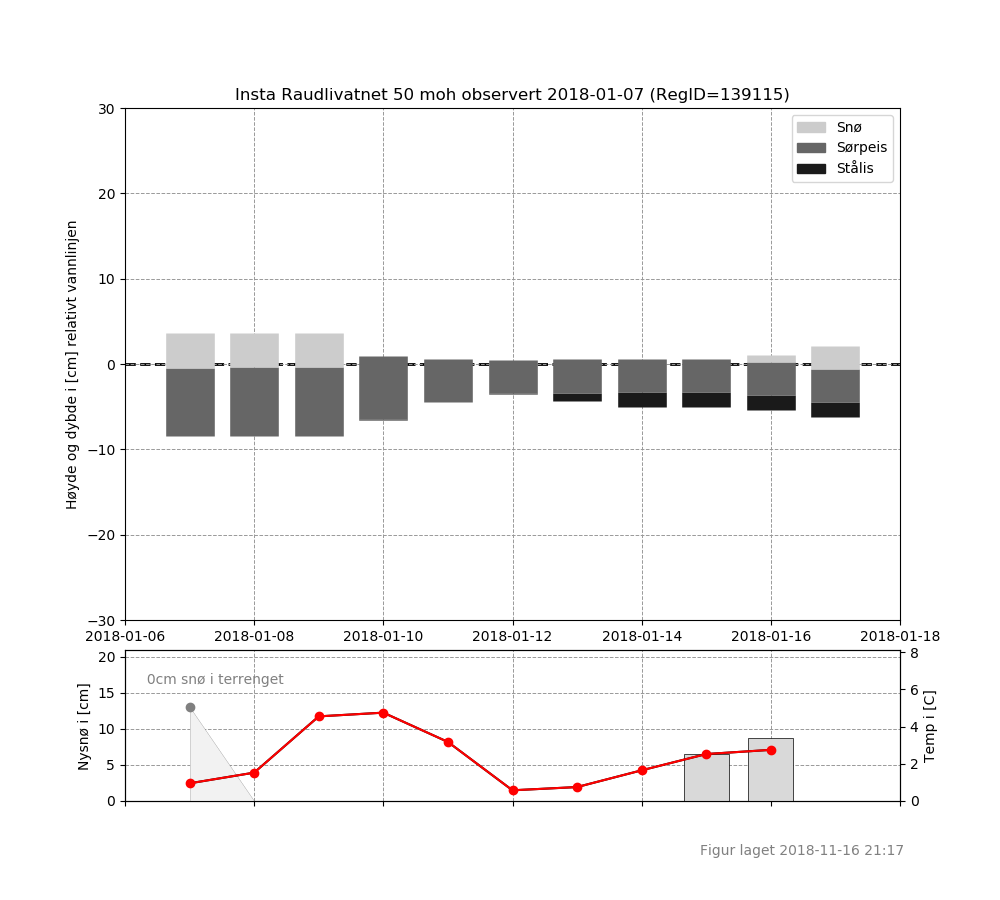 Insta Raudlivatnet 50 moh observert 2018-01-07 (RegID=139115)
30
20
10
0
−10
−20
−30
Høyde og dybde i [cm] relativt vannlinjen
Snø
Sørpeis
Stålis
2018-01-06 2018-01-08 2018-01-10 2018-01-12 2018-01-14 2018-01-16 2018-01-18
0cm snø i terrenget
20
15
10
5
0
Nysnø i [cm]
8
6
4
2
0
Temp i [C]
Figur laget 2018-11-16 21:17